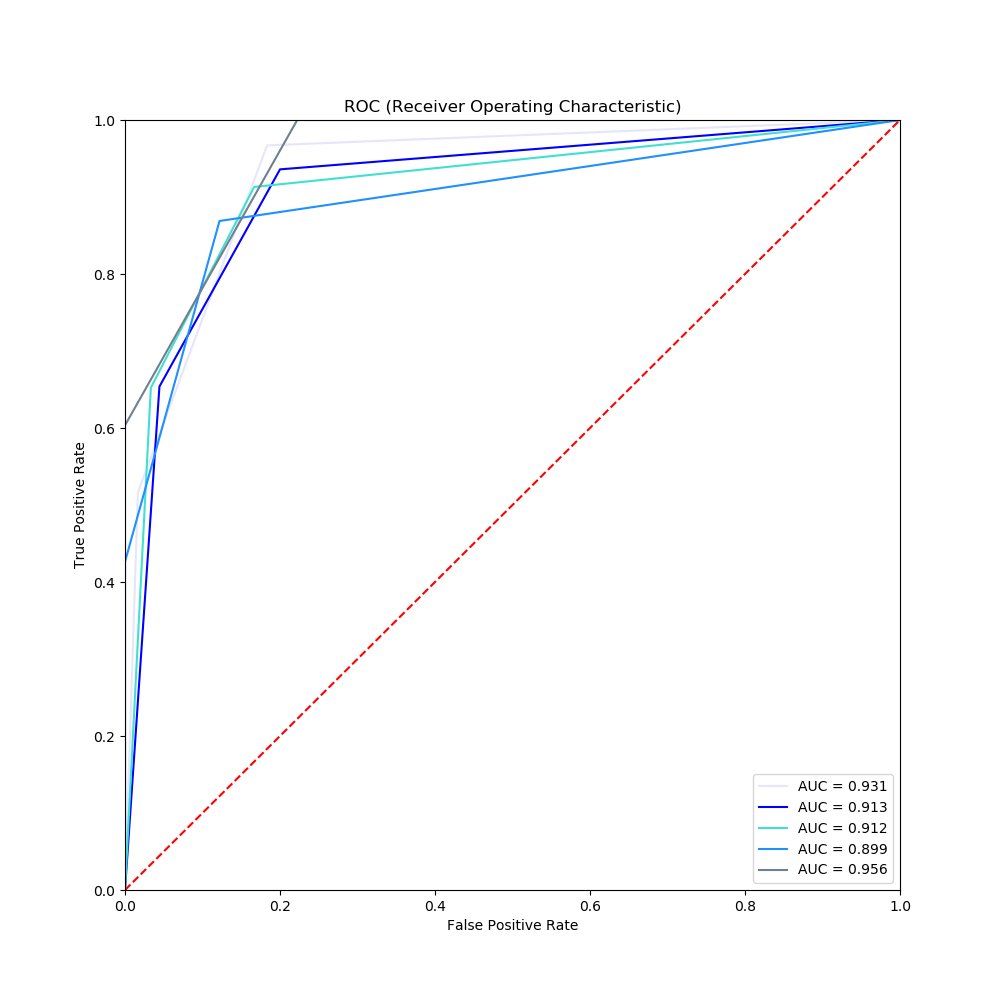 ROC (Receiver Operating Characteristic)
1.0
0.8
0.6
0.4
0.2
0.0
True Positive Rate
0.0 0.2 0.4 0.6 0.8 1.0
False Positive Rate
AUC = 0.931
AUC = 0.913
AUC = 0.912
AUC = 0.899
AUC = 0.956